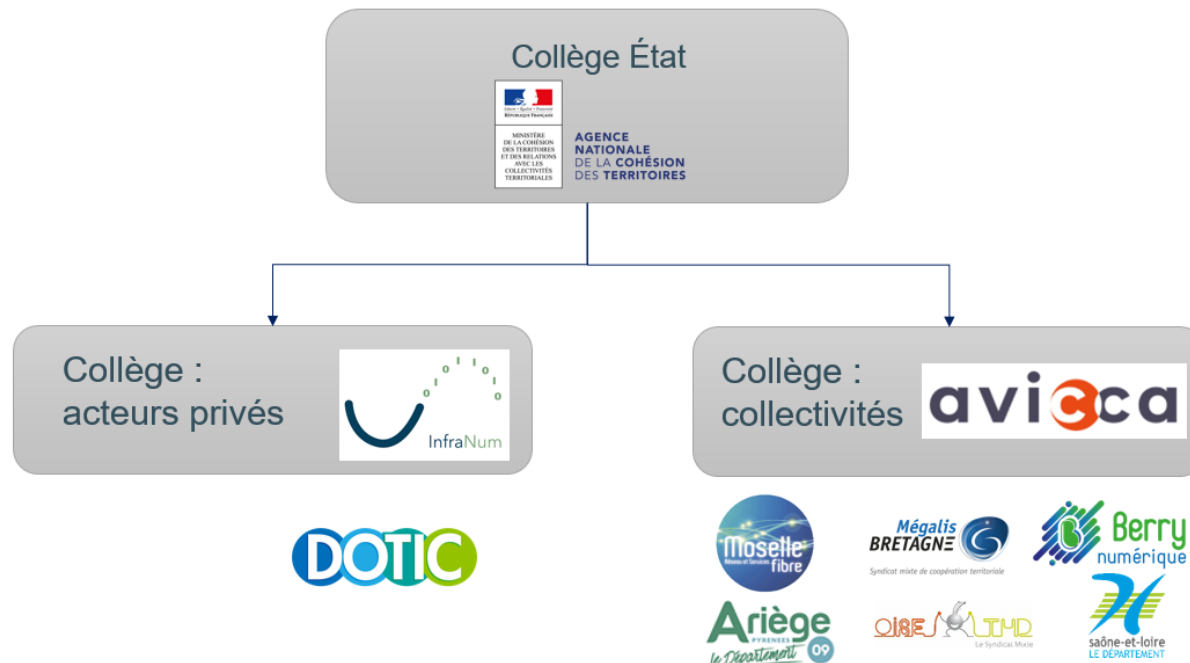 Collège État
Liberté • Égalité • Fraternité
RÉPUBLIQUE FRANÇAISE
MINISTÈRE
DE LA COHÉSION
DES TERRITOIRES
ET DES RELATIONS
AVEC LES
COLLECTIVITÉS
TERRITORIALES
AGENCE
NATIONALE
DE LA COHÉSION
DES TERRITOIRES
Collège :
acteurs privés
InfraNum
Collège :
collectivités
avicca
DOTIC
Moselle
Réseau et Services
fibre
Mégalis
BRETAGNE
Syndicat mixte de coopération territoriale
Berry
numérique
Ariège
PYRENEES
le Département 09
OISE THD
Le Syndicat Mixte
saône-et-loire
LE DÉPARTEMENT